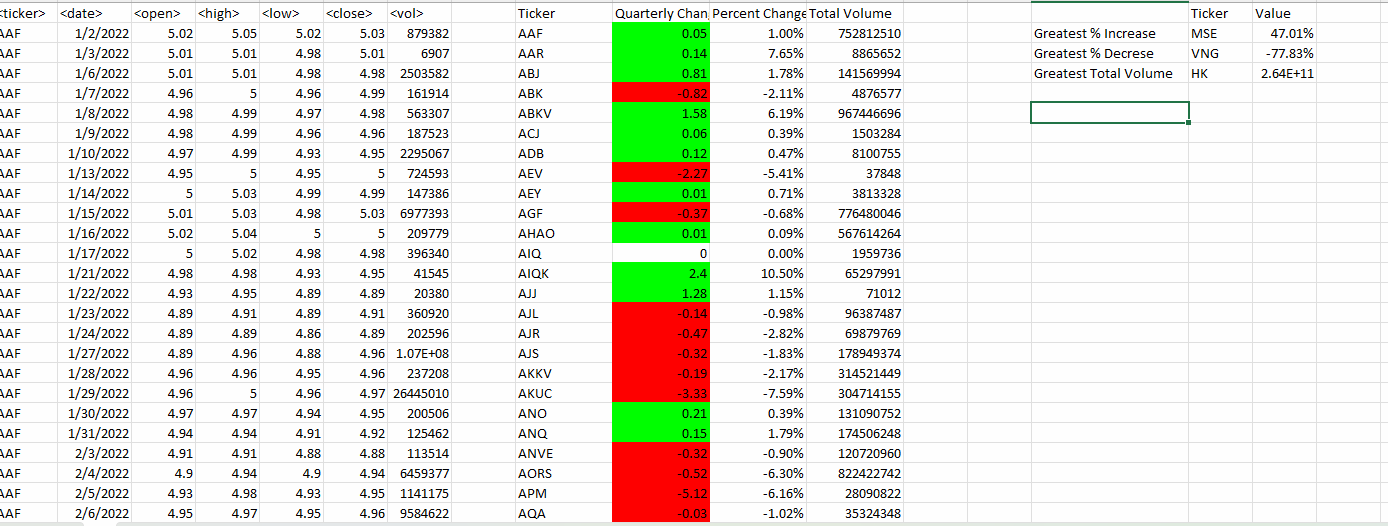 <ticker> <date> <open> <high> <low> <close> <vol> Ticker Quarterly Chan Percent Change Total Volume Ticker Value
AAF 1/2/2022 5.02 5.05 5.02 5.03 879382 AAF 0.05 1.00% 752812510 Greatest % Increase MSE 47.01%
AAF 1/3/2022 5.01 5.01 4.98 5.01 6907 AAR 0.14 7.65% 8865652 Greatest % Decrese VNG -77.83%
AAF 1/6/2022 5.01 5.01 4.98 4.98 2503582 ABJ 0.81 1.78% 141569994 Greatest Total Volume HK 2.64E+11
AAF 1/7/2022 4.96 5 4.96 4.99 161914 ABK -0.82 -2.11% 4876577
AAF 1/8/2022 4.98 4.99 4.97 4.98 563307 ABKV 1.58 6.19% 967446696
AAF 1/9/2022 4.98 4.99 4.96 4.96 187523 ACJ 0.06 0.39% 1503284
AAF 1/10/2022 4.97 4.99 4.93 4.95 2295067 ADB 0.12 0.47% 8100755
AAF 1/13/2022 4.95 5 4.95 5 724593 AEV -2.27 -5.41% 37848
AAF 1/14/2022 5 5.03 4.99 4.99 147386 AEY 0.01 0.71% 3813328
AAF 1/15/2022 5.01 5.03 4.98 5.03 6977393 AGF -0.37 -0.68% 776480046
AAF 1/16/2022 5.02 5.04 5 5 209779 AHAO 0.01 0.09% 567614264
AAF 1/17/2022 5 5.02 4.98 4.98 396340 AIQ 0 0.00% 1959736
AAF 1/21/2022 4.98 4.98 4.93 4.95 41545 AIQK 2.4 10.50% 65297991
AAF 1/22/2022 4.93 4.95 4.89 4.89 20380 AJJ 1.28 1.15% 71012
AAF 1/23/2022 4.89 4.91 4.89 4.91 360920 AJL -0.14 -0.98% 96387487
AAF 1/24/2022 4.89 4.89 4.86 4.89 202596 AJR -0.47 -2.82% 69879769
AAF 1/27/2022 4.89 4.96 4.88 4.96 1.07E+08 AJS -0.32 -1.83% 178949374
AAF 1/28/2022 4.96 4.96 4.95 4.96 237208 AKKV -0.19 -2.17% 314521449
AAF 1/29/2022 4.96 5 4.96 4.97 26445010 AKUC -3.33 -7.59% 304714155
AAF 1/30/2022 4.97 4.97 4.94 4.95 200506 ANO 0.21 0.39% 131090752
AAF 1/31/2022 4.94 4.94 4.91 4.92 125462 ANQ 0.15 1.79% 174506248
AAF 2/3/2022 4.91 4.91 4.88 4.88 113514 ANVE -0.32 -0.90% 120720960
AAF 2/4/2022 4.9 4.94 4.9 4.94 6459377 AORS -0.52 -6.30% 822422742
AAF 2/5/2022 4.93 4.98 4.93 4.95 1141175 APM -5.12 -6.16% 28090822
AAF 2/6/2022 4.95 4.97 4.95 4.96 9584622 AQA -0.03 -1.02% 35324348